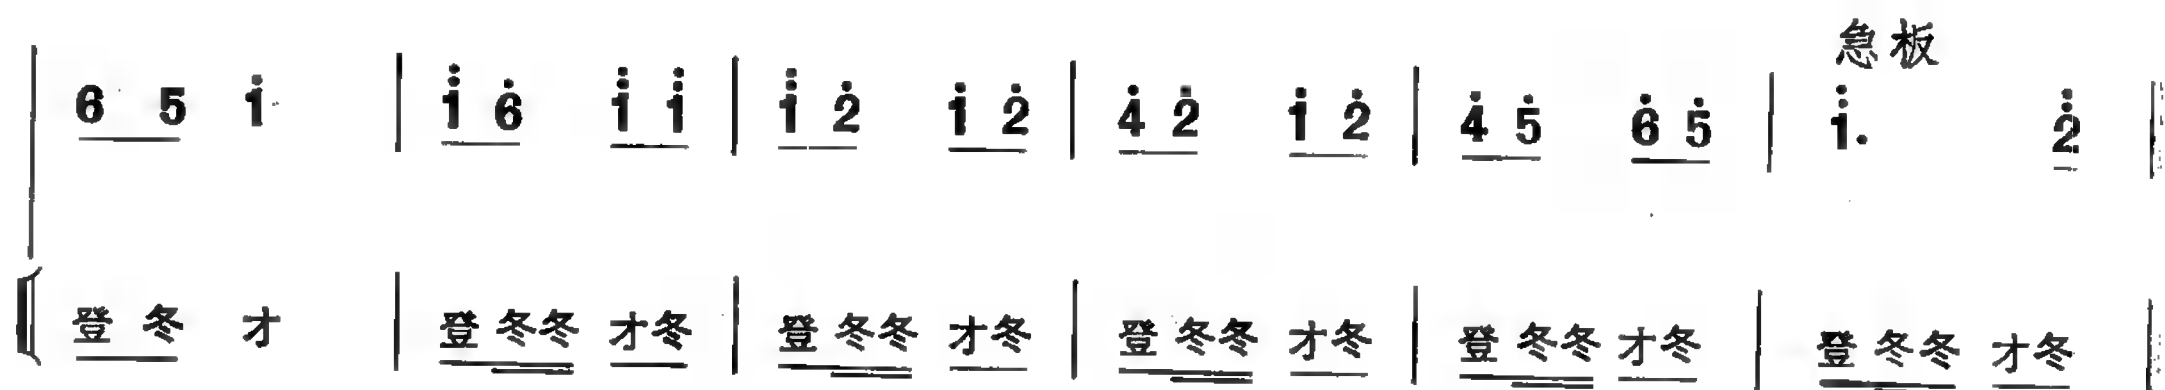 急板
6 5 i̇ | 1̈ 6̇ 1̈ 1̈ | 1̈ 2̇ 1̇ 2̇ | 4̇ 2̇ 1̇ 2̇ | 4̇ 5̇ 6̇ 5̇ | 1̈. 2̈
登 冬 才 | 登 冬冬 才冬 | 登 冬冬 才冬 | 登 冬冬 才冬 | 登 冬冬 才冬 | 登 冬冬 才冬